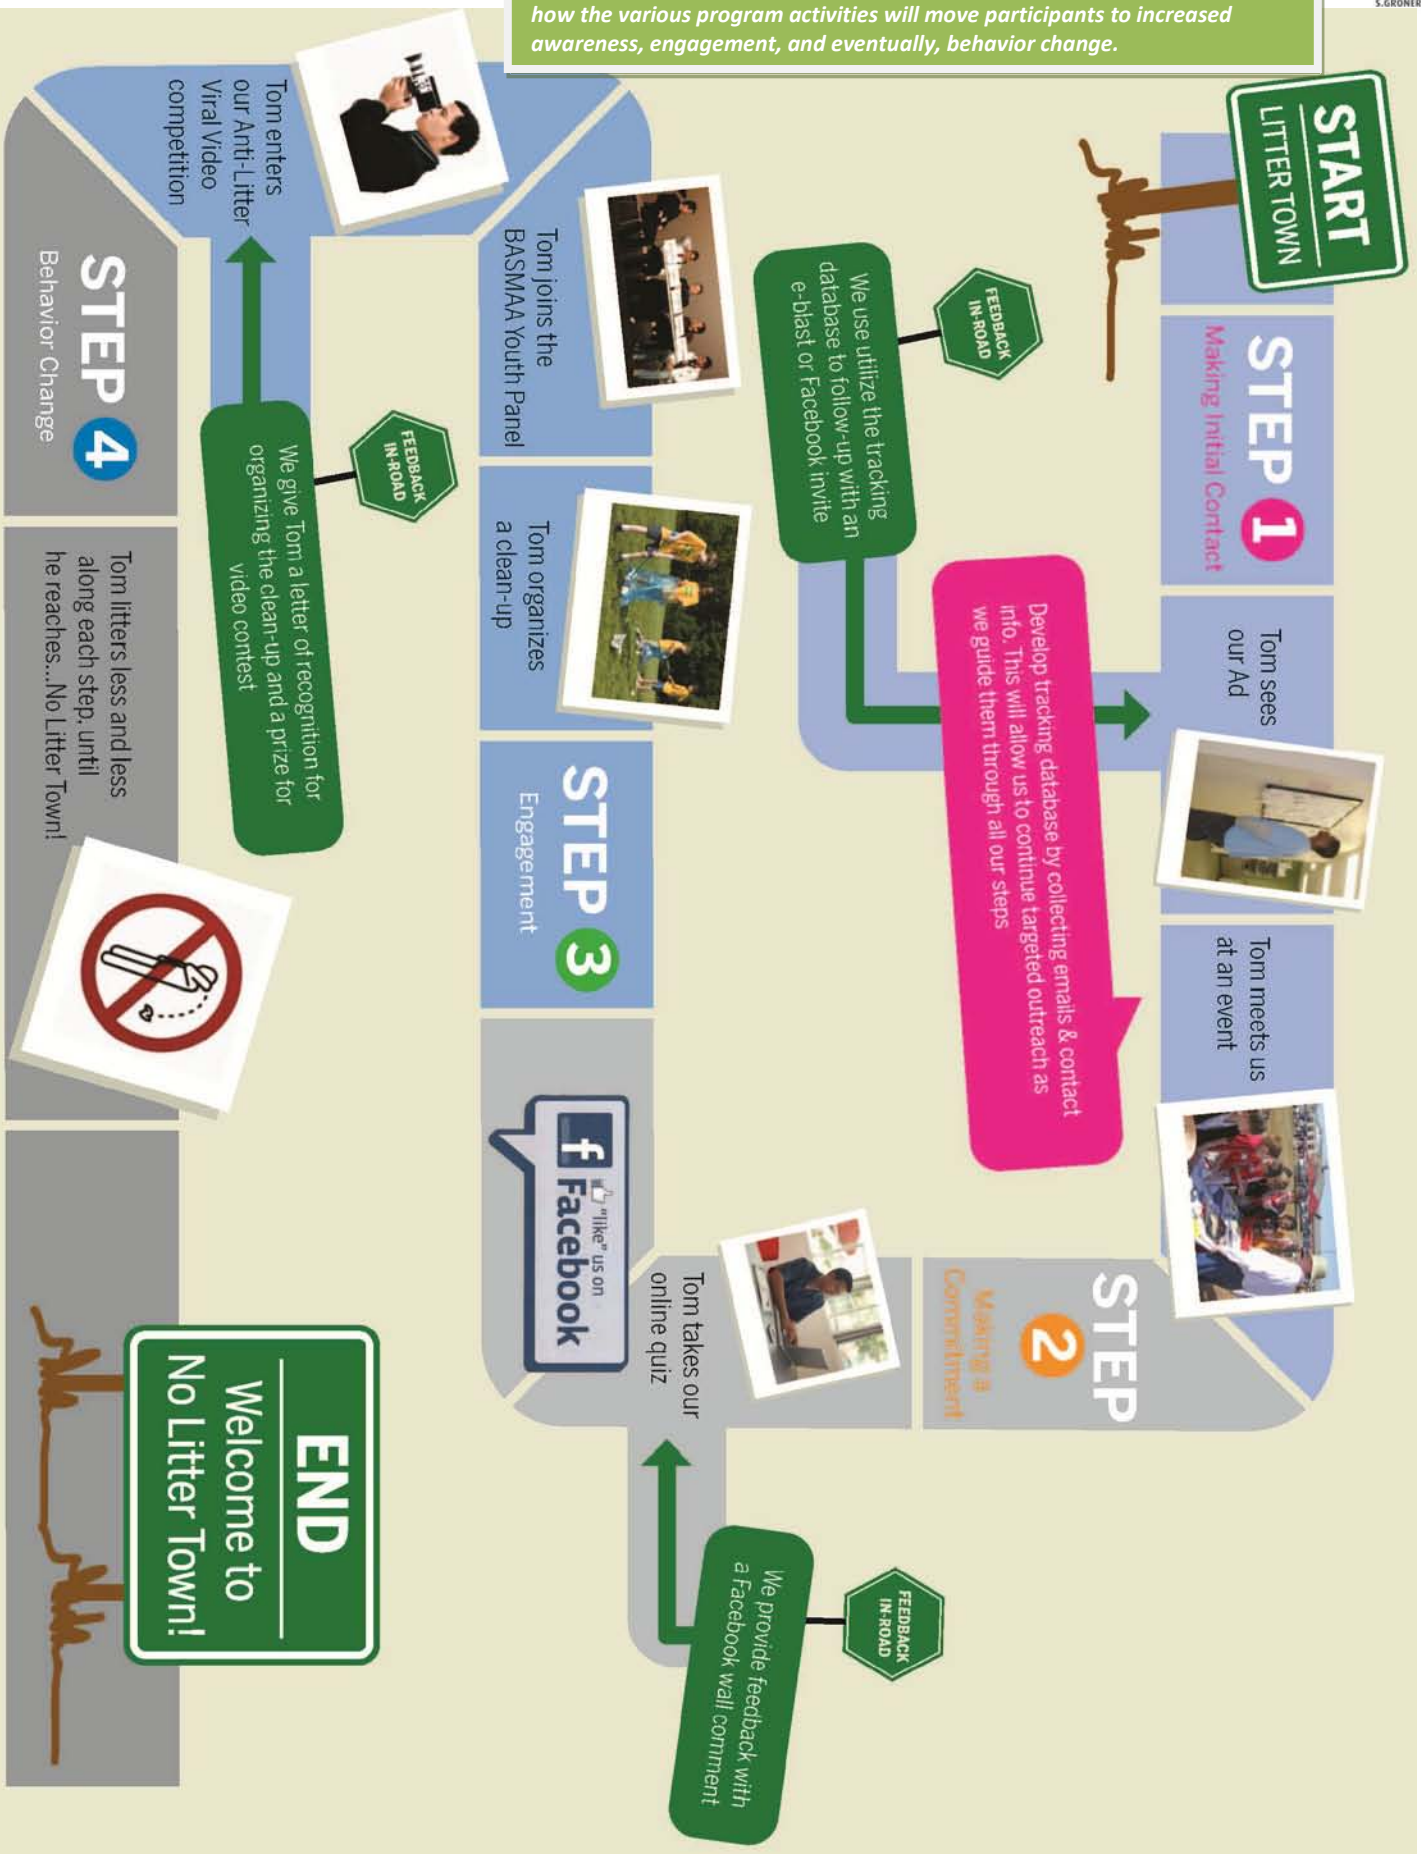 S.GRONER
how the various program activities will move participants to increased
awareness, engagement, and eventually, behavior change.
START
LITTER TOWN
STEP 1
Making Initial Contact
Tom sees
our Ad
Tom meets us
at an event
FEEDBACK
IN-ROAD
We use utilize the tracking
database to follow-up with an
e-blast or Facebook invite
Develop tracking database by collecting emails & contact
info. This will allow us to continue targeted outreach as
we guide them through all our steps
STEP
2
Making a
Commitment
Tom takes our
online quiz
FEEDBACK
IN-ROAD
We provide feedback with
a Facebook wall comment
"like" us on
f Facebook
STEP 3
Engagement
Tom organizes
a clean-up
Tom joins the
BASMAA Youth Panel
Tom enters
our Anti-Litter
Viral Video
competition
FEEDBACK
IN-ROAD
We give Tom a letter of recognition for
organizing the clean-up and a prize for
video contest
STEP 4
Behavior Change
Tom litters less and less
along each step, until
he reaches...No Litter Town!
END
Welcome to
No Litter Town!